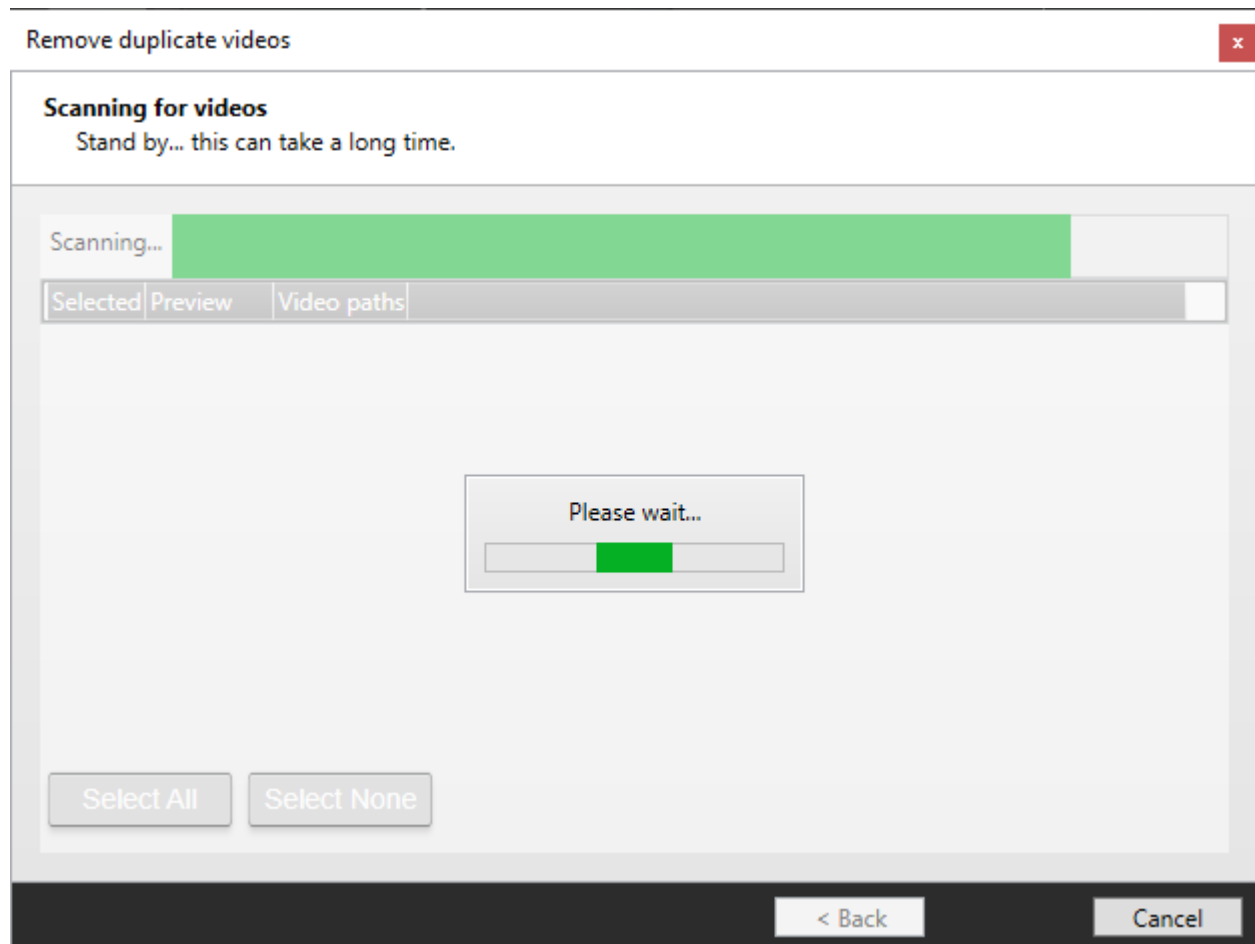 Remove duplicate videos
x
Scanning for videos
Stand by... this can take a long time.
Scanning...
Selected Preview Video paths
Please wait...
Select All Select None
< Back Cancel